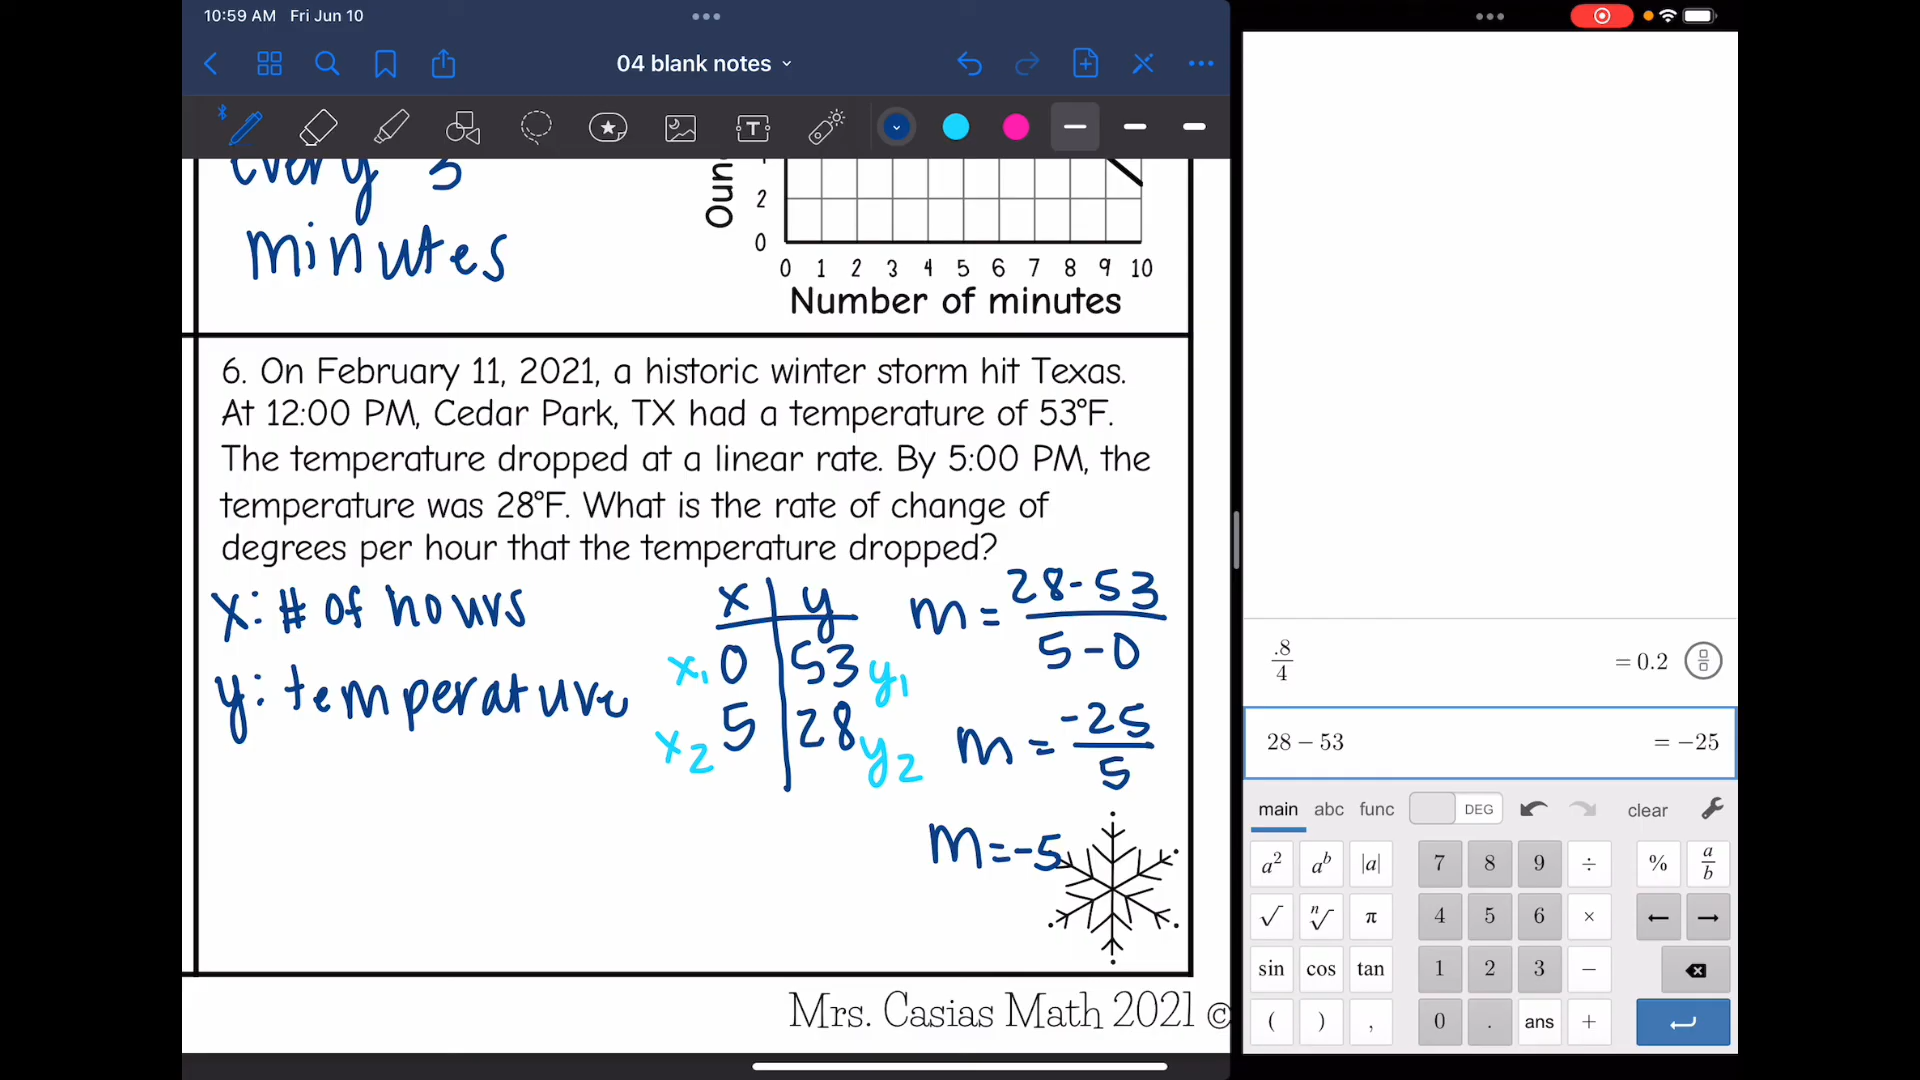 10:59 AM Fri Jun 10
04 blank notes
T
every 5
minutes
Oun
2
0
0 1 2 3 4 5 6 7 8 9 10
Number of minutes
6. On February 11, 2021, a historic winter storm hit Texas.
At 12:00 PM, Cedar Park, TX had a temperature of 53°F.
The temperature dropped at a linear rate. By 5:00 PM, the
temperature was 28°F. What is the rate of change of
degrees per hour that the temperature dropped?
x: # of hours
y: temperature
x y
x₁ 0 53 y₁
x₂ 5 28 y₂
m = 28-53
5-0
m = -25
5
m=-5
Mrs. Casias Math 2021 ©
.8
4
= 0.2
28 − 53 = −25
main abc func DEG clear
a² aᵇ |a| 7 8 9 ÷ % a/b
√ ⁿ√ π 4 5 6 × ← →
sin cos tan 1 2 3 −
( ) , 0 . ans +